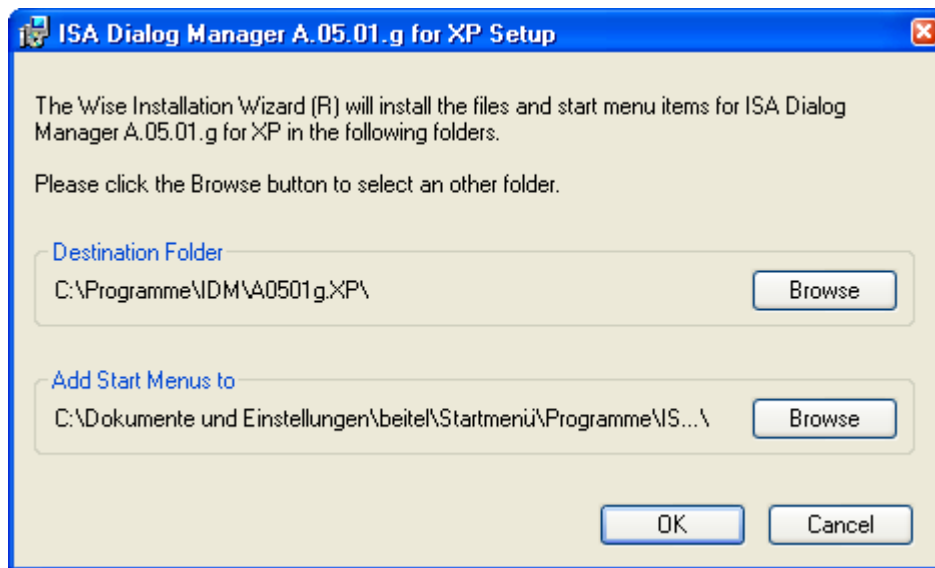 ISA Dialog Manager A.05.01.g for XP Setup
The Wise Installation Wizard (R) will install the files and start menu items for ISA Dialog
Manager A.05.01.g for XP in the following folders.
Please click the Browse button to select an other folder.
Destination Folder
C:\Programme\IDM\A0501g.XP\
Browse
Add Start Menus to
C:\Dokumente und Einstellungen\beitel\Startmenü\Programme\IS...\
Browse
OK
Cancel